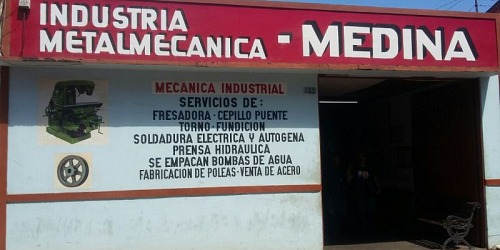 INDUSTRIA
METALMECANICA - MEDINA
MECANICA INDUSTRIAL
SERVICIOS DE:
FRESADORA - CEPILLO PUENTE
TORNO - FUNDICION
SOLDADURA ELECTRICA Y AUTOGENA
PRENSA HIDRAULICA
SE EMPACAN BOMBAS DE AGUA
FABRICACION DE POLEAS - VENTA DE ACERO